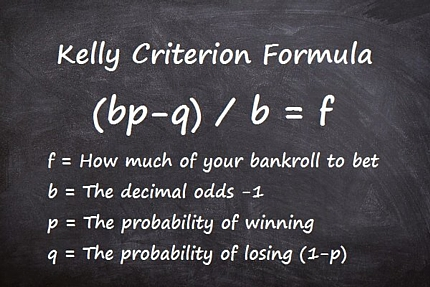 Kelly Criterion Formula
(bp-q) / b = f
f = How much of your bankroll to bet
b = The decimal odds -1
p = The probability of winning
q = The probability of losing (1-p)